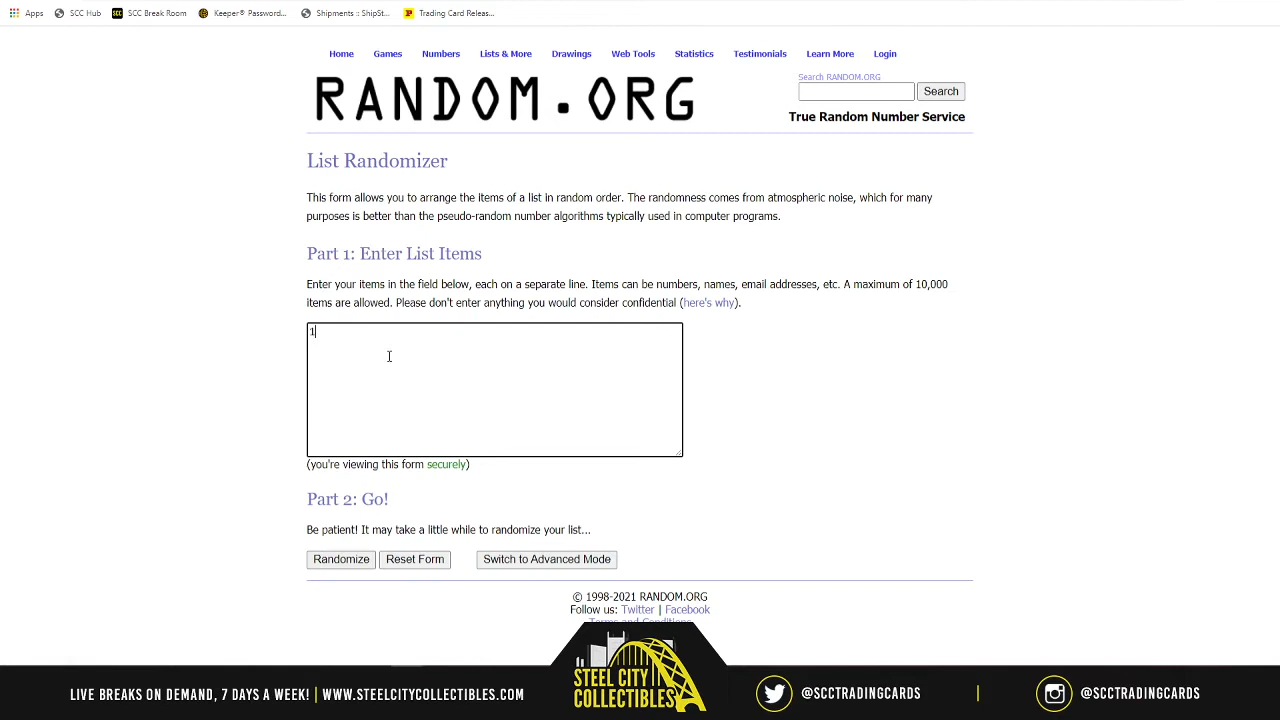 Apps SCC Hub SCC Break Room Keeper® Password... Shipments :: ShipSt... Trading Card Releas...
Home Games Numbers Lists & More Drawings Web Tools Statistics Testimonials Learn More Login
RANDOM.ORG
Search RANDOM.ORG
Search
True Random Number Service
List Randomizer
This form allows you to arrange the items of a list in random order. The randomness comes from atmospheric noise, which for many
purposes is better than the pseudo-random number algorithms typically used in computer programs.
Part 1: Enter List Items
Enter your items in the field below, each on a separate line. Items can be numbers, names, email addresses, etc. A maximum of 10,000
items are allowed. Please don't enter anything you would consider confidential (here's why).
1
(you're viewing this form securely)
Part 2: Go!
Be patient! It may take a little while to randomize your list...
Randomize Reset Form Switch to Advanced Mode
© 1998-2021 RANDOM.ORG
Follow us: Twitter | Facebook
Terms and Conditions
STEEL CITY
COLLECTIBLES
LIVE BREAKS ON DEMAND, 7 DAYS A WEEK! | WWW.STEELCITYCOLLECTIBLES.COM
@SCCTRADINGCARDS | @SCCTRADINGCARDS